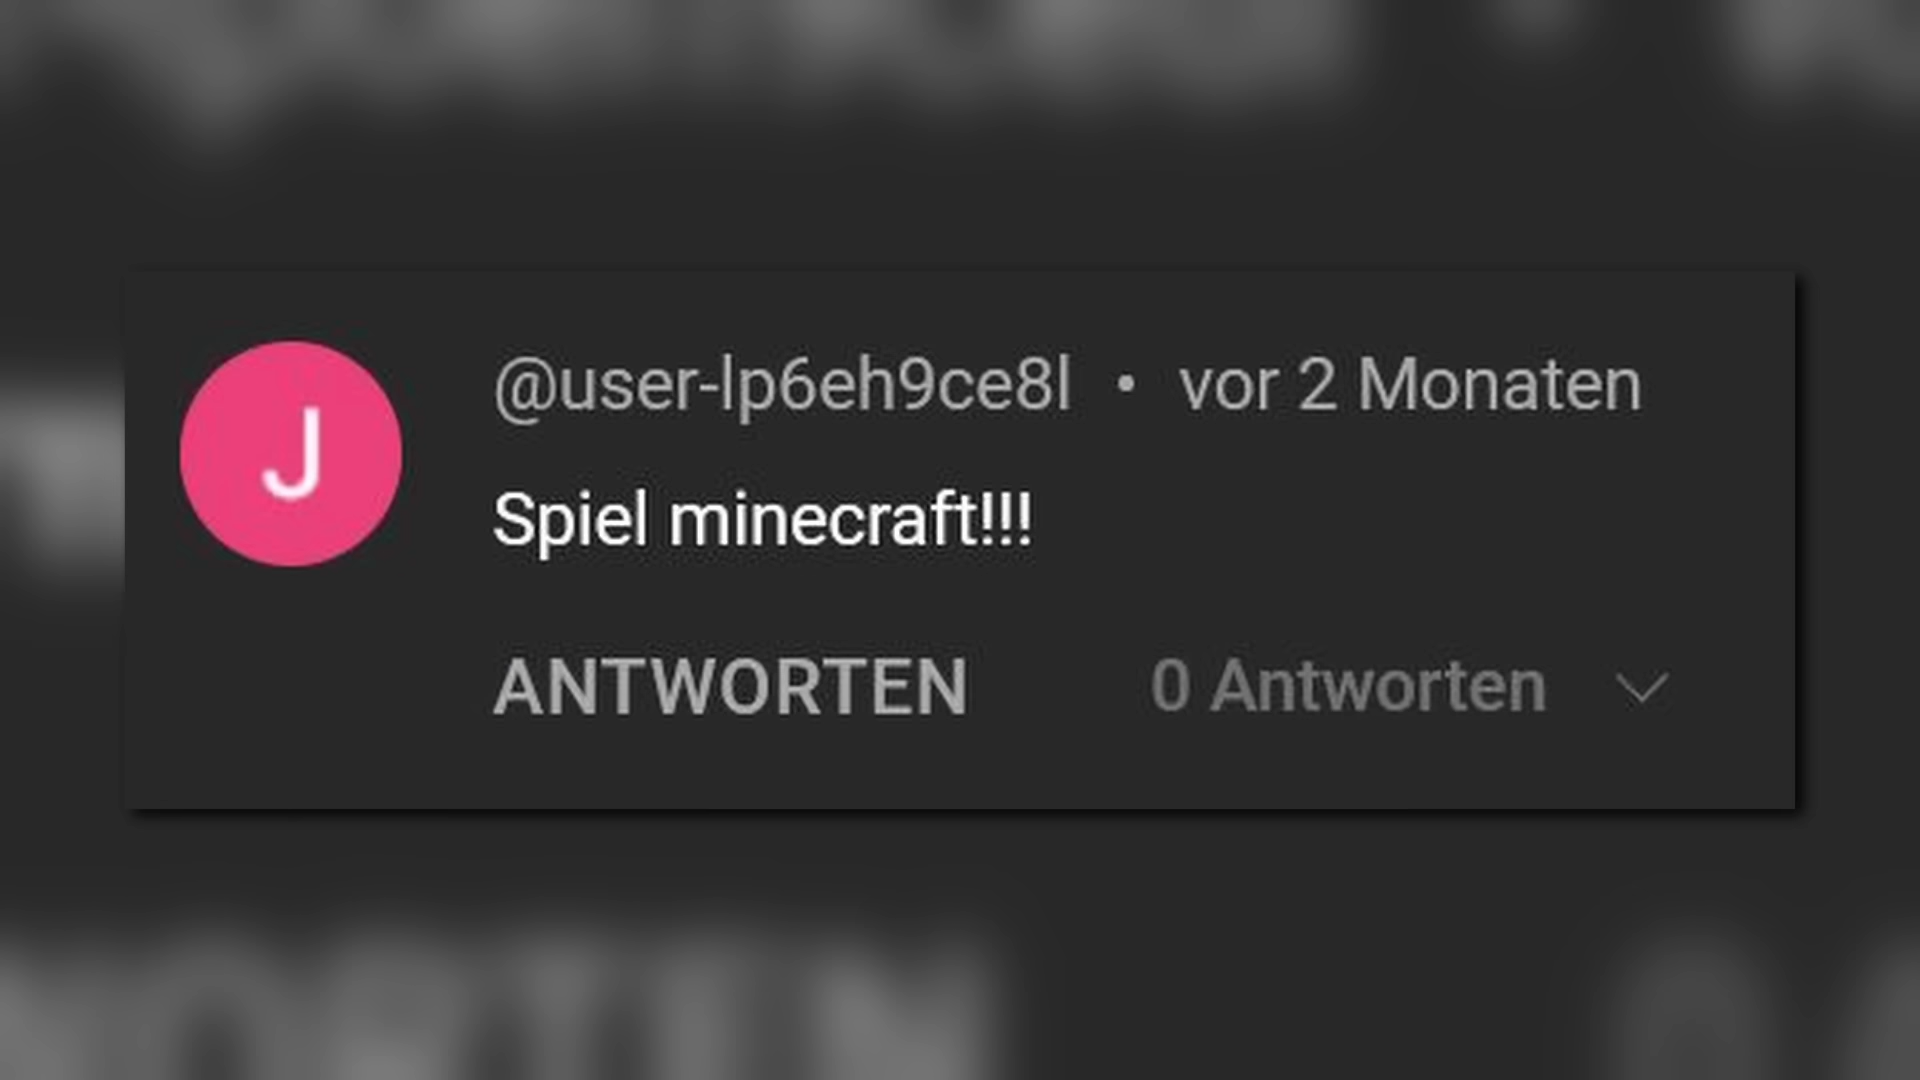 J
@user-lp6eh9ce8l • vor 2 Monaten
Spiel minecraft!!!
ANTWORTEN 0 Antworten